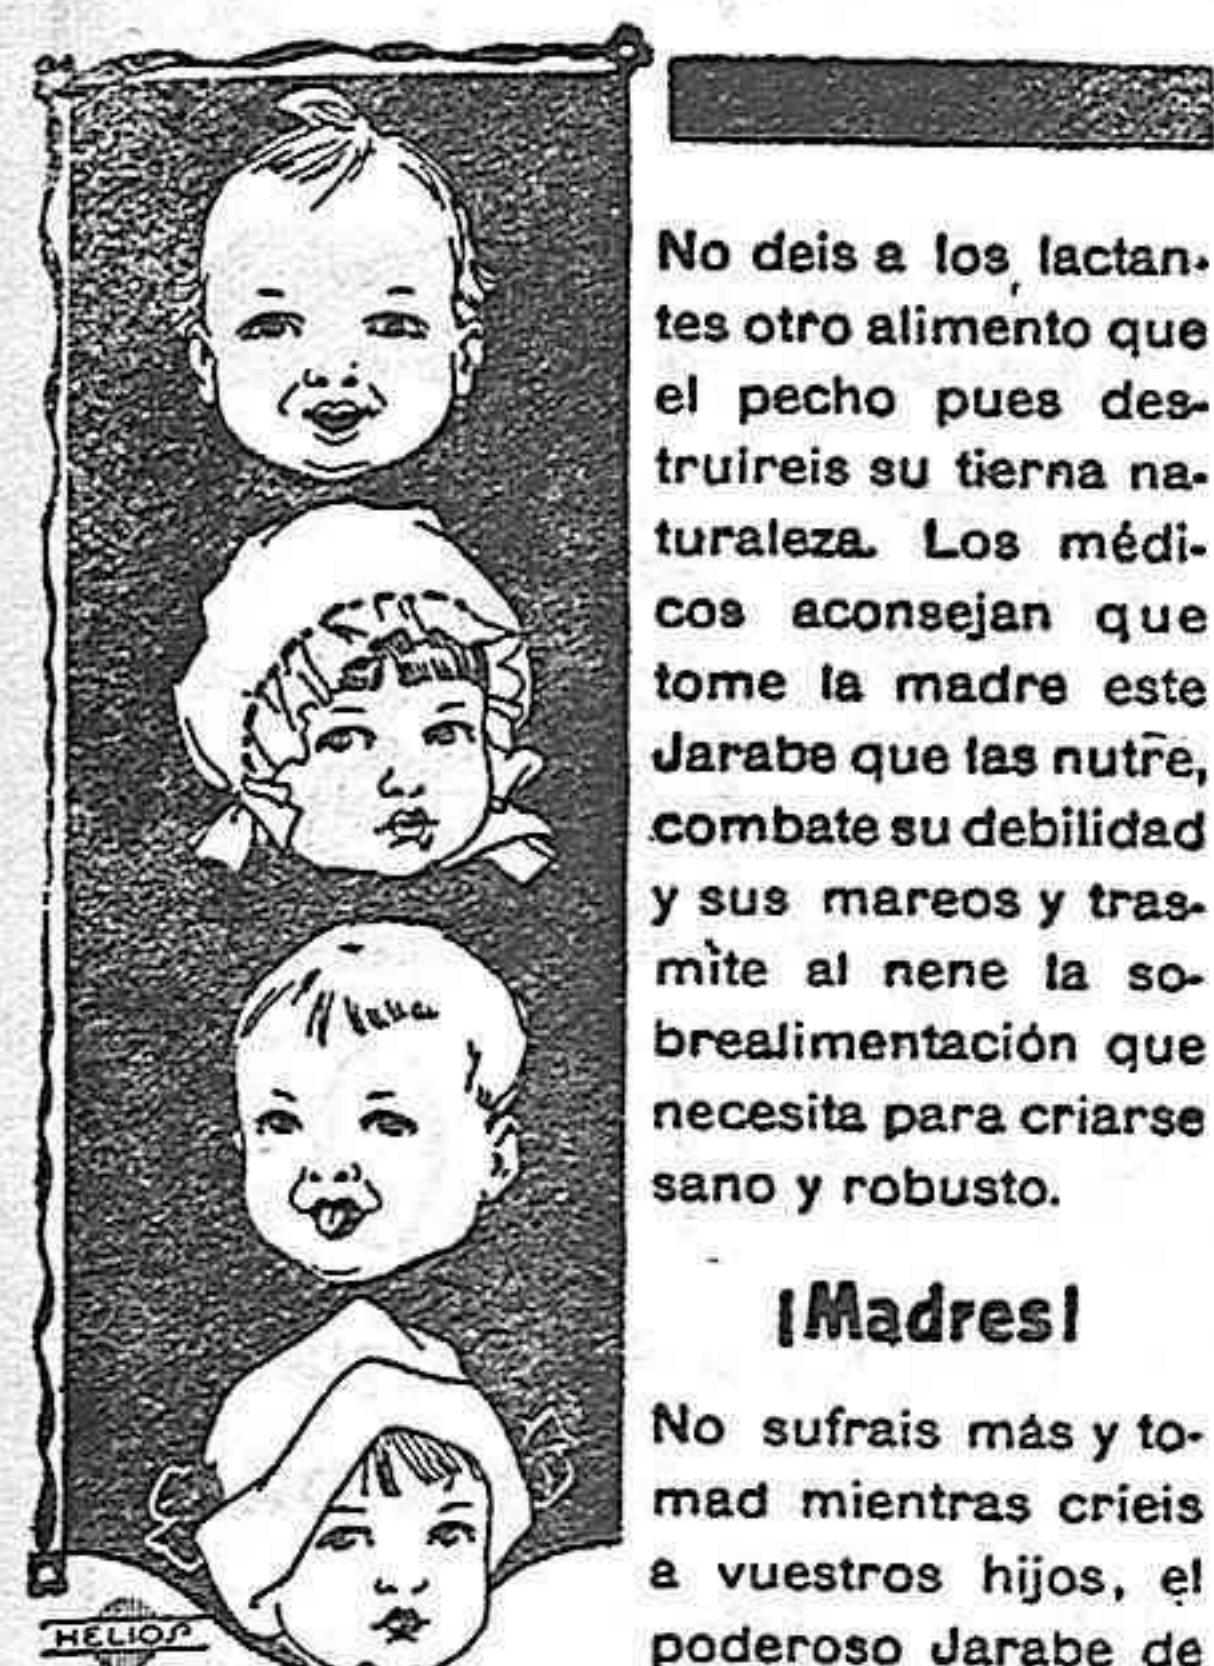 No deis a los lactan-
tes otro alimento que
el pecho pues des-
truireis su tierna na-
turaleza. Los médi-
cos aconsejan que
tome la madre este
Jarabe que las nutre,
combate su debilidad
y sus mareos y tras-
mite al nene la so-
brealimentación que
necesita para criarse
sano y robusto.
¡Madres!
No sufrais más y to-
mad mientras crieis
a vuestros hijos, el
poderoso Jarabe de
HELIOS